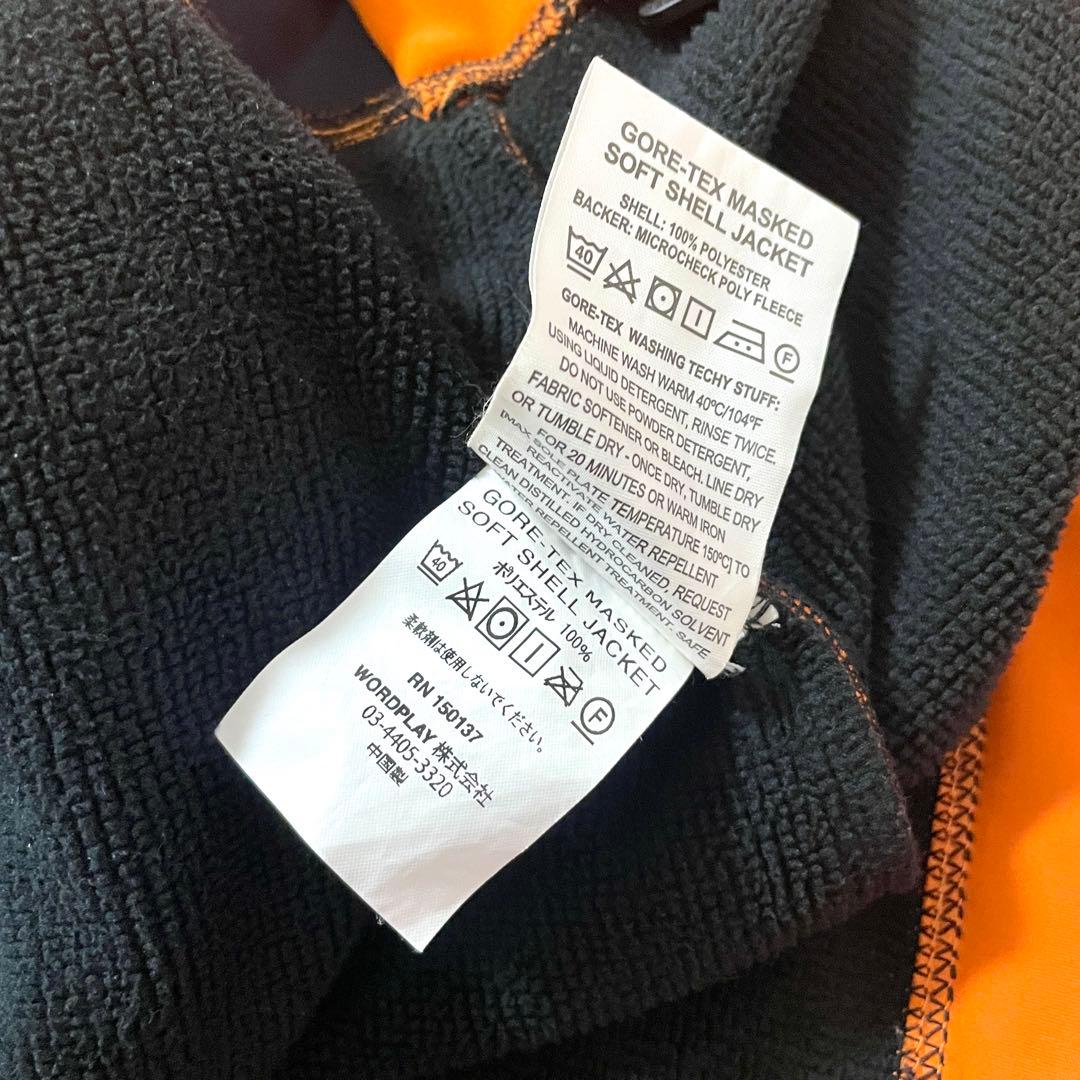 GORE-TEX MASKED
SOFT SHELL JACKET
SHELL: 100% POLYESTER
BACKER: MICROCHECK POLY FLEECE
40 F
GORE-TEX WASHING TECHY STUFF:
MACHINE WASH WARM 40ºC/104ºF
USING LIQUID DETERGENT, RINSE TWICE.
DO NOT USE POWDER DETERGENT,
FABRIC SOFTENER OR BLEACH. LINE DRY
OR TUMBLE DRY - ONCE DRY, TUMBLE DRY
FOR 20 MINUTES OR WARM IRON
[MAX SOLE PLATE TEMPERATURE 150ºC] TO
REACTIVATE WATER REPELLENT
TREATMENT, IF DRY CLEANED, REQUEST
CLEAN DISTILLED HYDROCARBON SOLVENT
WATER REPELLENT TREATMENT. SAFE
GORE-TEX MASKED
SOFT SHELL JACKET
ポリエステル 100%
40 F
柔軟剤は使用しないでください。
RN 150137
WORDPLAY 株式会社
03-4405-3320
中国製